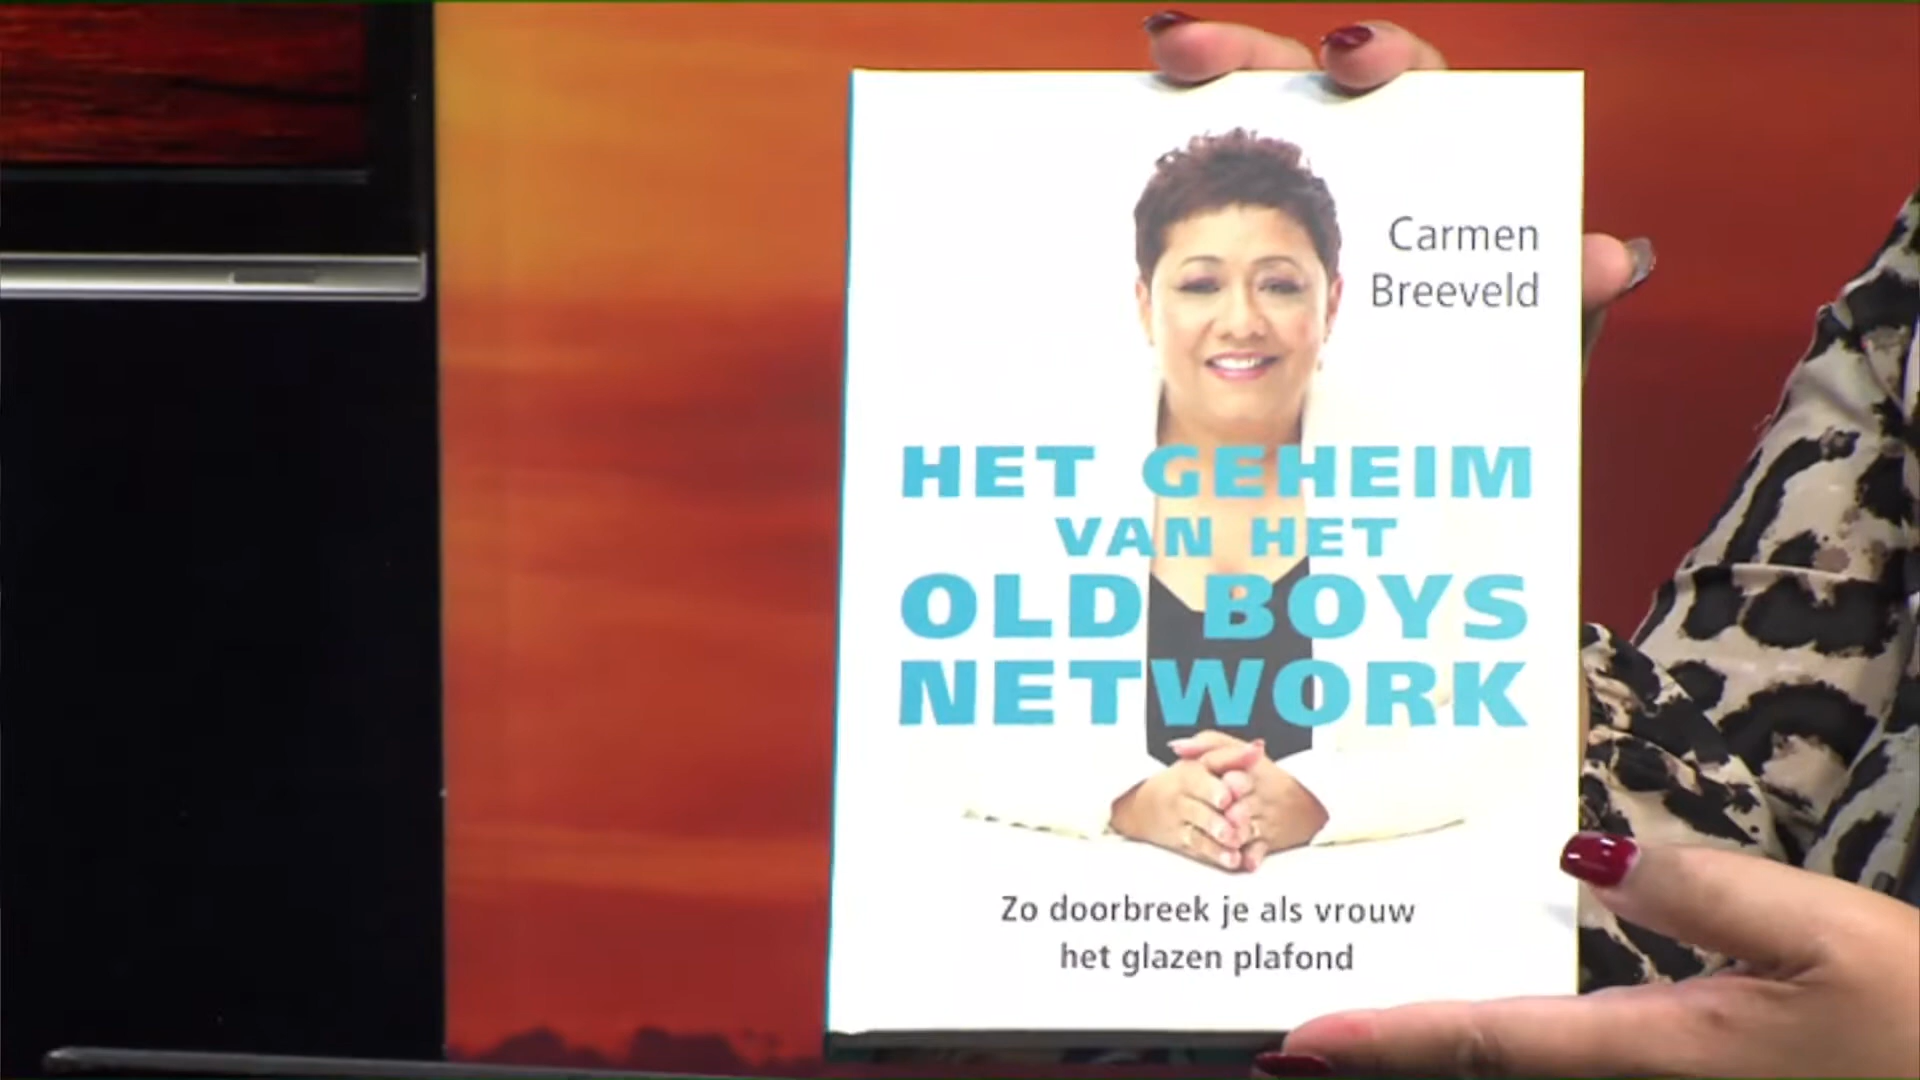 Carmen
Breeveld
HET GEHEIM
VAN HET
OLD BOYS
NETWORK
Zo doorbreek je als vrouw
het glazen plafond